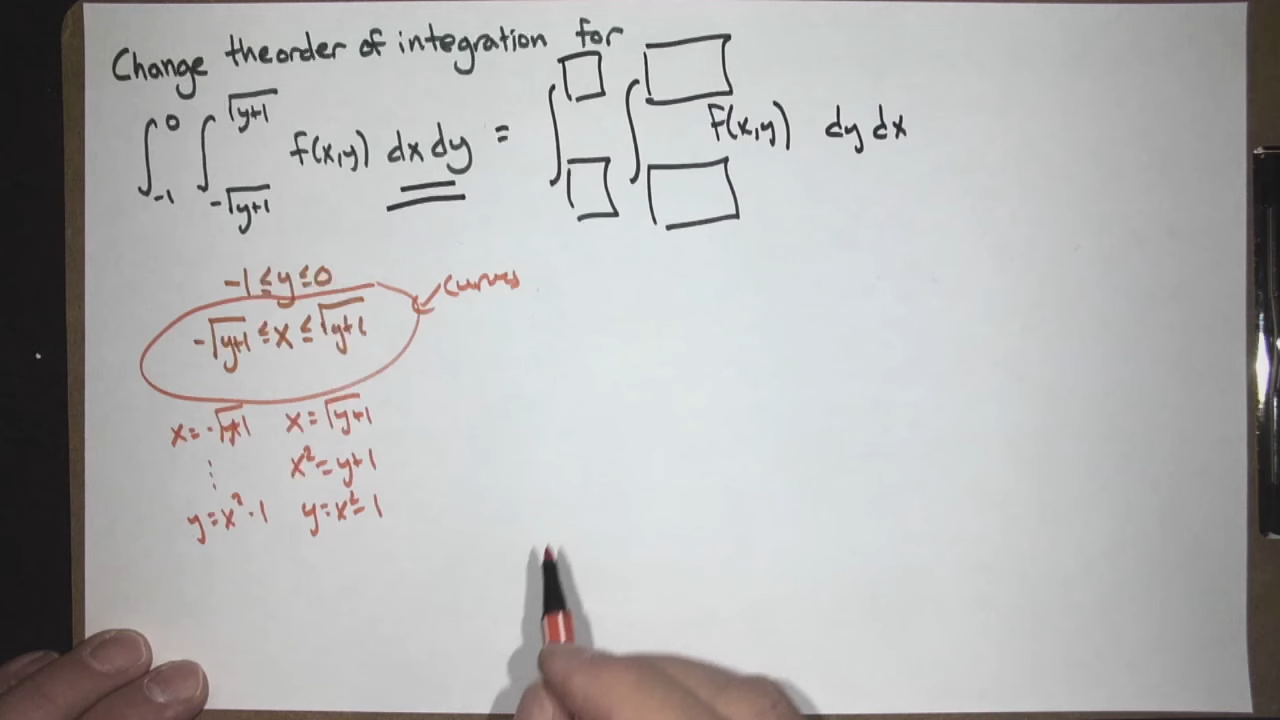 Change the order of integration for
∫_{-1}^{0} ∫_{-√(y+1)}^{√(y+1)} f(x,y) dx dy = ∫_□^□ ∫_□^□ f(x,y) dy dx
-1 ≤ y ≤ 0
curves
-√(y+1) ≤ x ≤ √(y+1)
x = -√(y+1) x = √(y+1)
⋮ x² = y+1
y = x² - 1 y = x² - 1